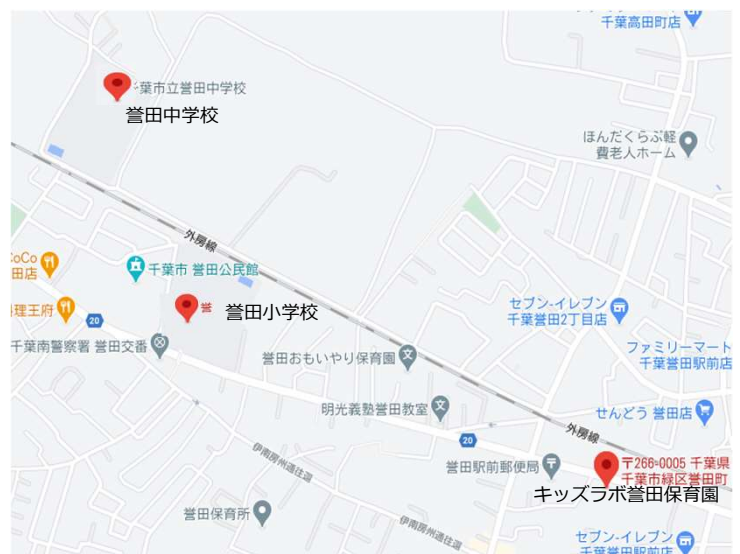 千葉高田町店
葉市立誉田中学校
誉田中学校
ほんだくらぶ軽
費老人ホーム
外房線
CoCo
田店
千葉市 誉田公民館
理王府
20
誉
誉田小学校
セブン-イレブン
千葉誉田2丁目店
千葉南警察署 誉田交番
誉田おもいやり保育園
ファミリーマート
千葉誉田駅前店
明光義塾誉田教室
せんどう 誉田店
20
外房線
伊南房州通往還
誉田駅前郵便局
〒266-0005 千葉県
千葉市緑区誉田町
キッズラボ誉田保育園
誉田保育所
伊南房州通往還
セブン-イレブン
千葉誉田駅前店